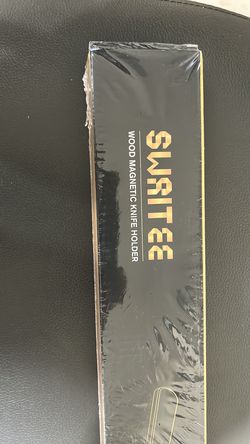 SWRITEE
WOOD MAGNETIC KNIFE HOLDER